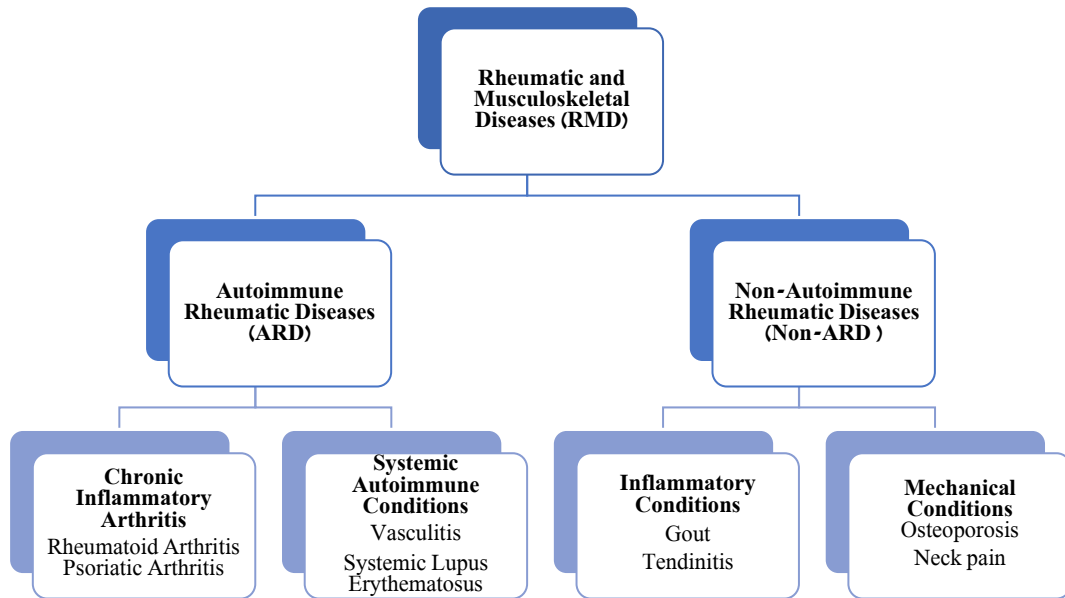 Rheumatic and
Musculoskeletal
Diseases (RMD)
Autoimmune
Rheumatic Diseases
(ARD)
Non-Autoimmune
Rheumatic Diseases
(Non-ARD )
Chronic
Inflammatory
Arthritis
Rheumatoid Arthritis
Psoriatic Arthritis
Systemic
Autoimmune
Conditions
Vasculitis
Systemic Lupus
Erythematosus
Inflammatory
Conditions
Gout
Tendinitis
Mechanical
Conditions
Osteoporosis
Neck pain